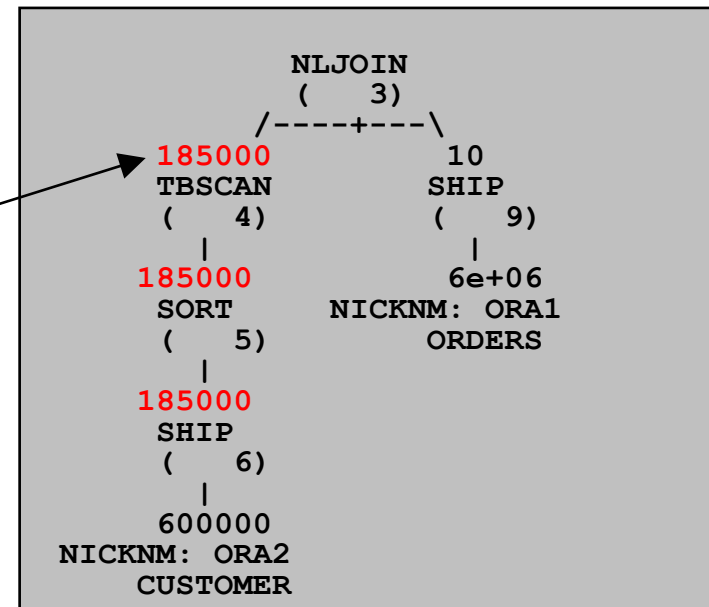 NLJOIN
( 3)
/----+---\
185000 10
TBSCAN SHIP
( 4) ( 9)
| |
185000 6e+06
SORT NICKNM: ORA1
( 5) ORDERS
|
185000
SHIP
( 6)
|
600000
NICKNM: ORA2
CUSTOMER